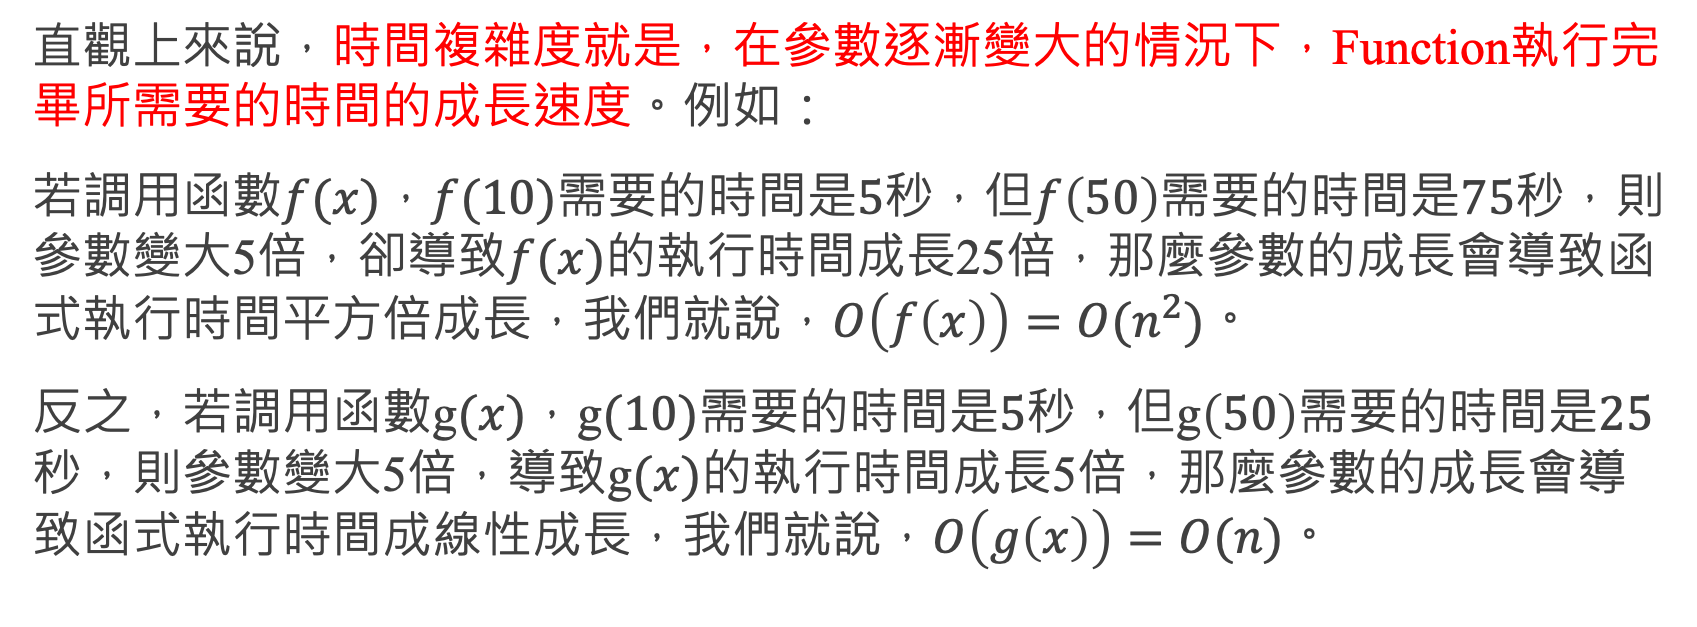 直觀上來說，時間複雜度就是，在參數逐漸變大的情況下，Function執行完
畢所需要的時間的成長速度。例如：
若調用函數f(x)，f(10)需要的時間是5秒，但f(50)需要的時間是75秒，則
參數變大5倍，卻導致f(x)的執行時間成長25倍，那麼參數的成長會導致函
式執行時間平方倍成長，我們就說，O(f(x)) = O(n²)。
反之，若調用函數g(x)，g(10)需要的時間是5秒，但g(50)需要的時間是25
秒，則參數變大5倍，導致g(x)的執行時間成長5倍，那麼參數的成長會導
致函式執行時間成線性成長，我們就說，O(g(x)) = O(n)。